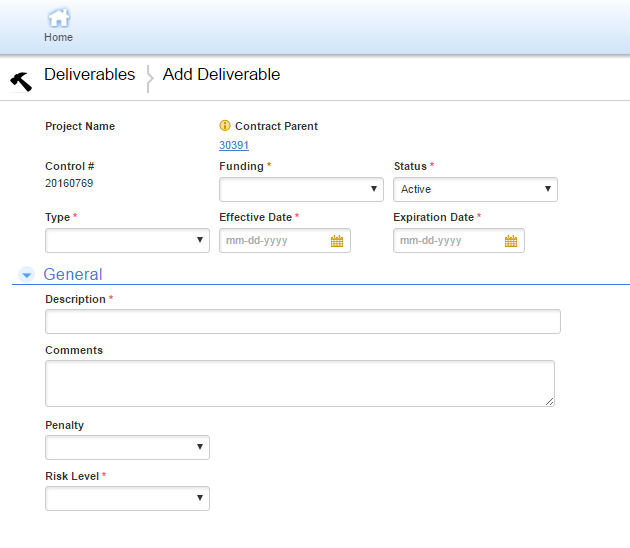 Home
Deliverables Add Deliverable
Project Name Contract Parent
30391
Control # Funding * Status *
20160769 Active
Type * Effective Date * Expiration Date *
mm-dd-yyyy mm-dd-yyyy
General
Description *
Comments
Penalty
Risk Level *